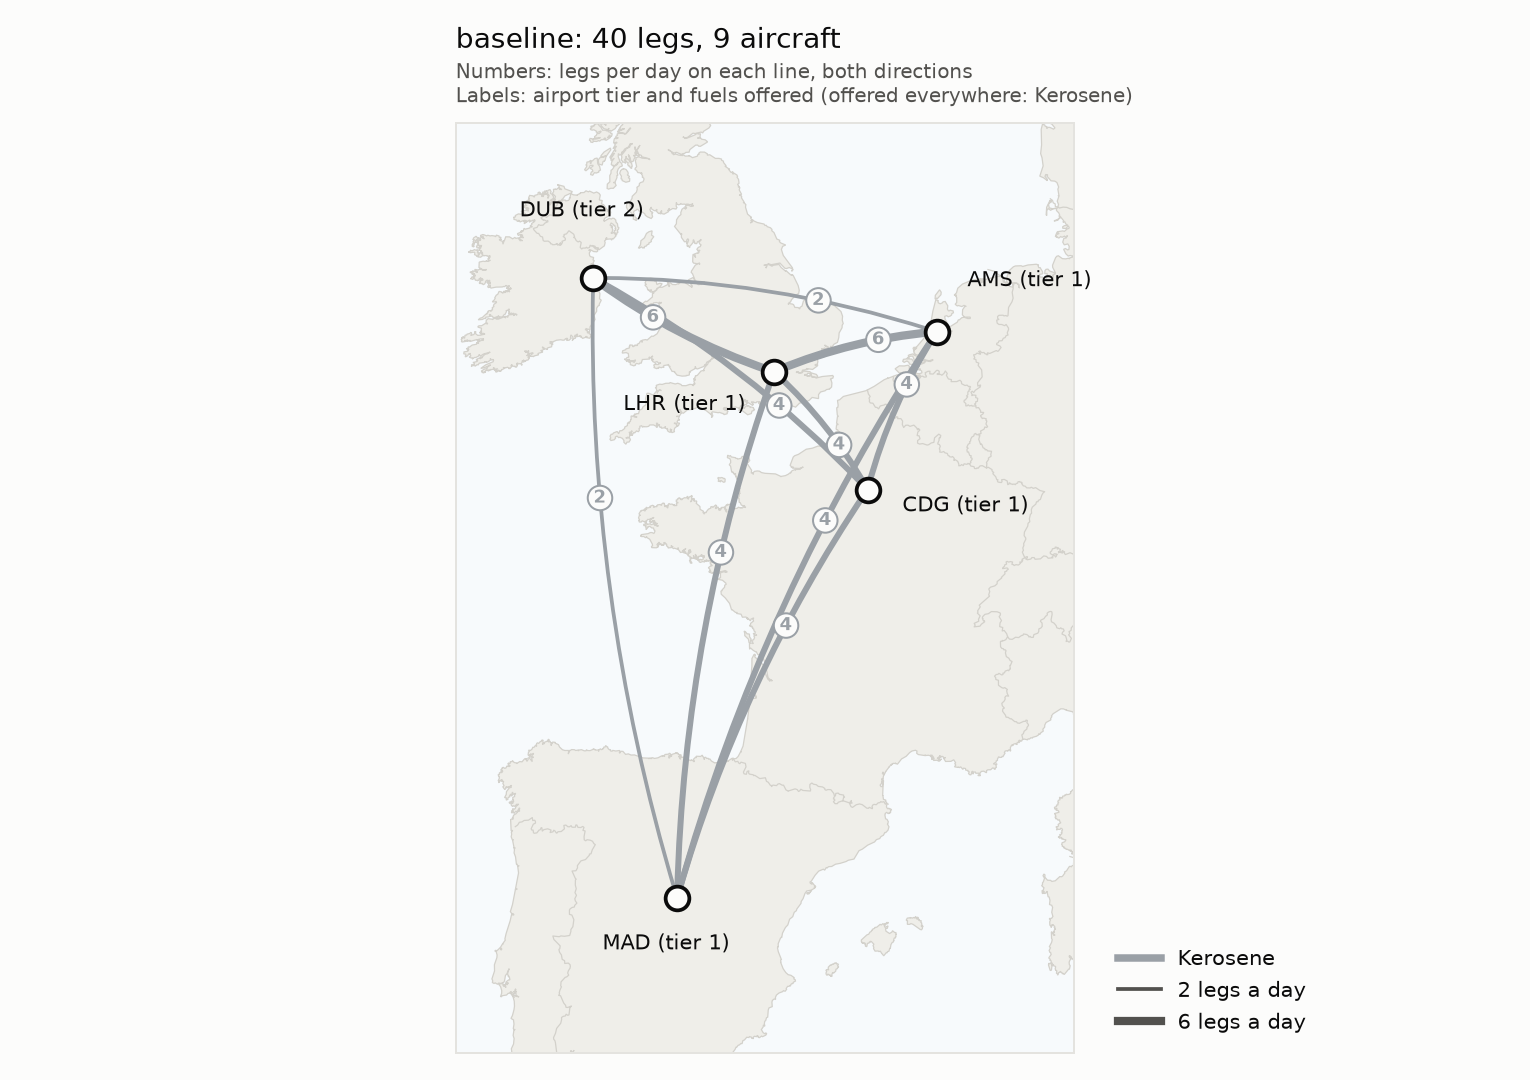 baseline: 40 legs, 9 aircraft
Numbers: legs per day on each line, both directions
Labels: airport tier and fuels offered (offered everywhere: Kerosene)
DUB (tier 2)
AMS (tier 1)
2
6
6
4
LHR (tier 1)
4
4
2
CDG (tier 1)
4
4
4
MAD (tier 1)
Kerosene
2 legs a day
6 legs a day